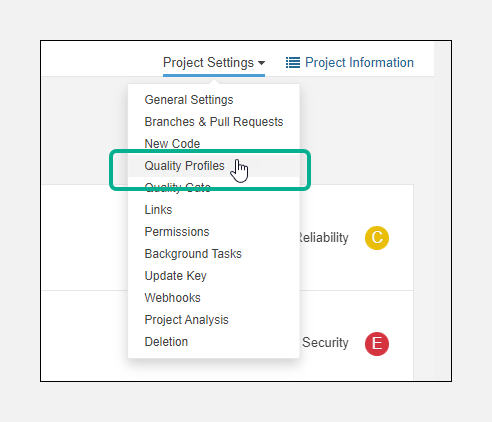 Project Settings
Project Information
General Settings
Branches & Pull Requests
New Code
Quality Profiles
Quality Gate
Links
Permissions
Reliability C
Background Tasks
Update Key
Webhooks
Project Analysis
Deletion
Security E